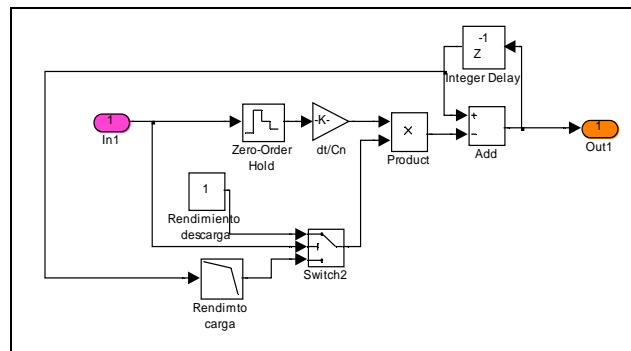 -1
Z
Integer Delay
1
In1
Zero-Order
Hold
-K-
dt/Cn
×
Product
+
−
Add
1
Out1
1
Rendimiento
descarga
Switch2
Rendimto
carga